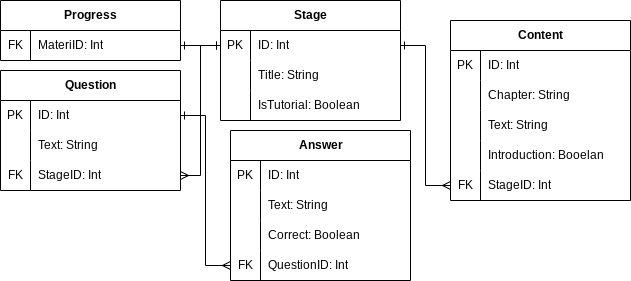 Progress
FK MateriID: Int
Stage
PK ID: Int
Title: String
IsTutorial: Boolean
Content
PK ID: Int
Chapter: String
Text: String
Introduction: Booelan
FK StageID: Int
Question
PK ID: Int
Text: String
FK StageID: Int
Answer
PK ID: Int
Text: String
Correct: Boolean
FK QuestionID: Int